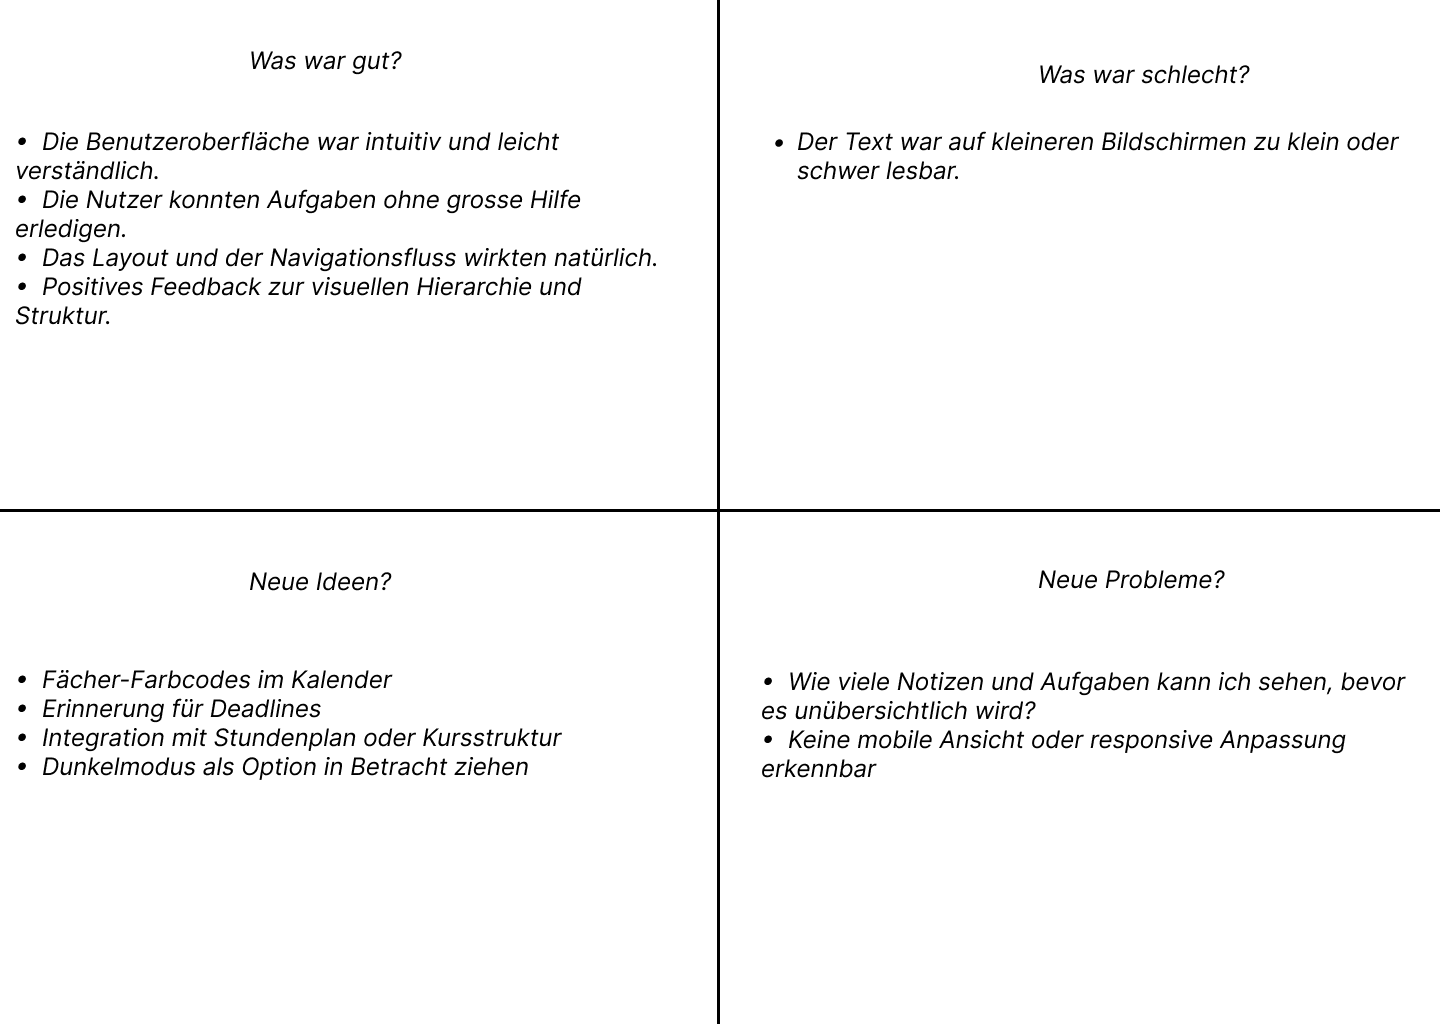 Was war gut?
• Die Benutzeroberfläche war intuitiv und leicht
verständlich.
• Die Nutzer konnten Aufgaben ohne grosse Hilfe
erledigen.
• Das Layout und der Navigationsfluss wirkten natürlich.
• Positives Feedback zur visuellen Hierarchie und
Struktur.
Was war schlecht?
• Der Text war auf kleineren Bildschirmen zu klein oder
schwer lesbar.
Neue Ideen?
• Fächer-Farbcodes im Kalender
• Erinnerung für Deadlines
• Integration mit Stundenplan oder Kursstruktur
• Dunkelmodus als Option in Betracht ziehen
Neue Probleme?
• Wie viele Notizen und Aufgaben kann ich sehen, bevor
es unübersichtlich wird?
• Keine mobile Ansicht oder responsive Anpassung
erkennbar